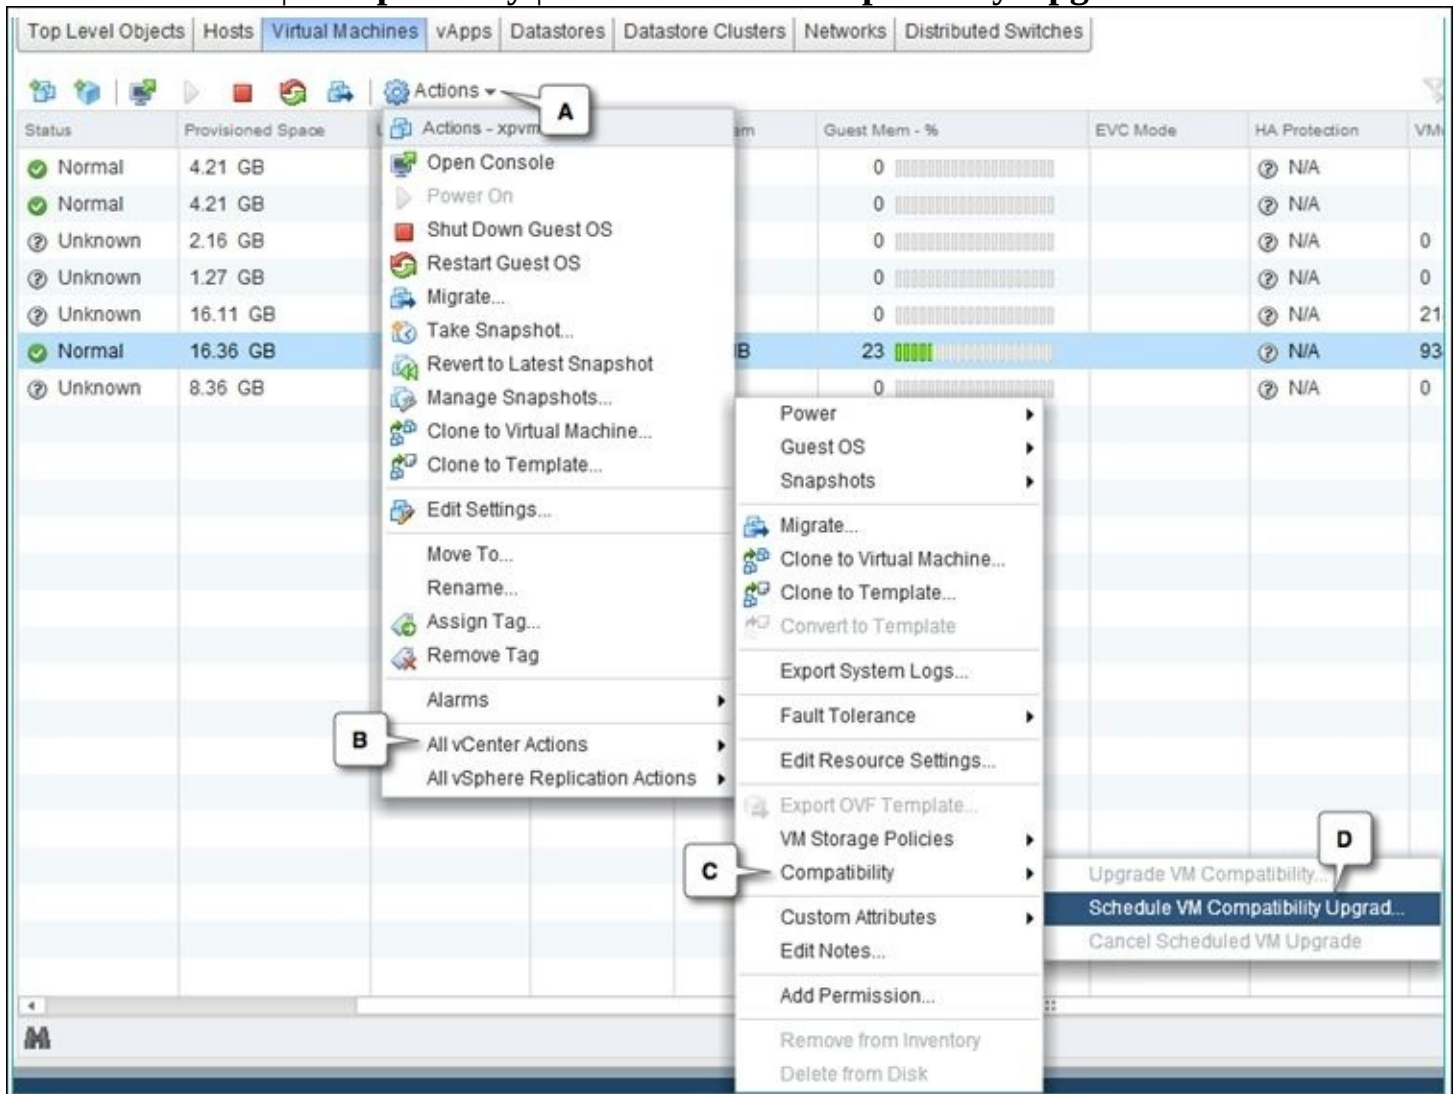 Top Level Objects Hosts Virtual Machines vApps Datastores Datastore Clusters Networks Distributed Switches
Actions
A
Status Provisioned Space Guest Mem - % EVC Mode HA Protection
Actions - xpvm
Normal 4.21 GB 0 N/A
Open Console
Normal 4.21 GB 0 N/A
Power On
Unknown 2.16 GB 0 N/A 0
Shut Down Guest OS
Unknown 1.27 GB 0 N/A 0
Restart Guest OS
Unknown 16.11 GB 0 N/A 21
Migrate...
Normal 16.36 GB 23 N/A 93
Take Snapshot...
Unknown 8.36 GB 0 N/A 0
Revert to Latest Snapshot
Manage Snapshots...
Clone to Virtual Machine...
Clone to Template...
Edit Settings...
Move To...
Rename...
Assign Tag...
Remove Tag
Alarms
B
All vCenter Actions
All vSphere Replication Actions
Power
Guest OS
Snapshots
Migrate...
Clone to Virtual Machine...
Clone to Template...
Convert to Template
Export System Logs...
Fault Tolerance
Edit Resource Settings...
Export OVF Template...
VM Storage Policies
C
Compatibility
Custom Attributes
Edit Notes...
Add Permission...
Remove from Inventory
Delete from Disk
D
Upgrade VM Compatibility...
Schedule VM Compatibility Upgrad...
Cancel Scheduled VM Upgrade